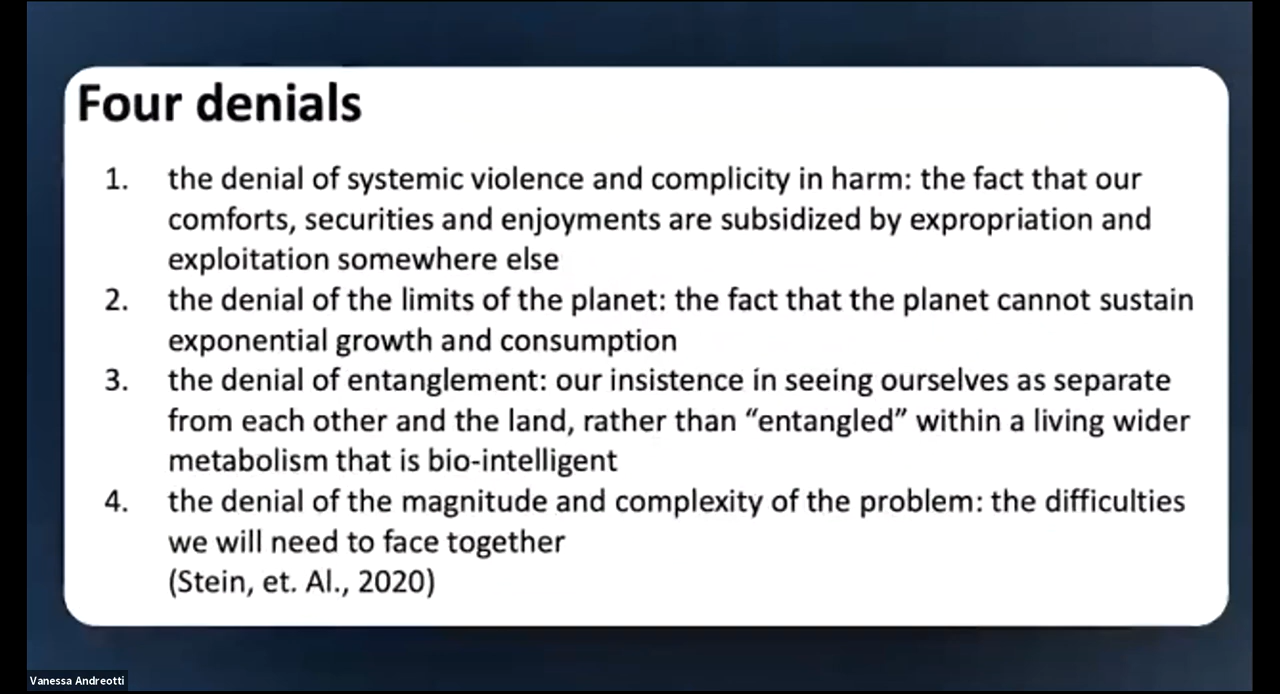 Four denials
1. the denial of systemic violence and complicity in harm: the fact that our
comforts, securities and enjoyments are subsidized by expropriation and
exploitation somewhere else
2. the denial of the limits of the planet: the fact that the planet cannot sustain
exponential growth and consumption
3. the denial of entanglement: our insistence in seeing ourselves as separate
from each other and the land, rather than “entangled” within a living wider
metabolism that is bio-intelligent
4. the denial of the magnitude and complexity of the problem: the difficulties
we will need to face together
(Stein, et. Al., 2020)
Vanessa Andreotti